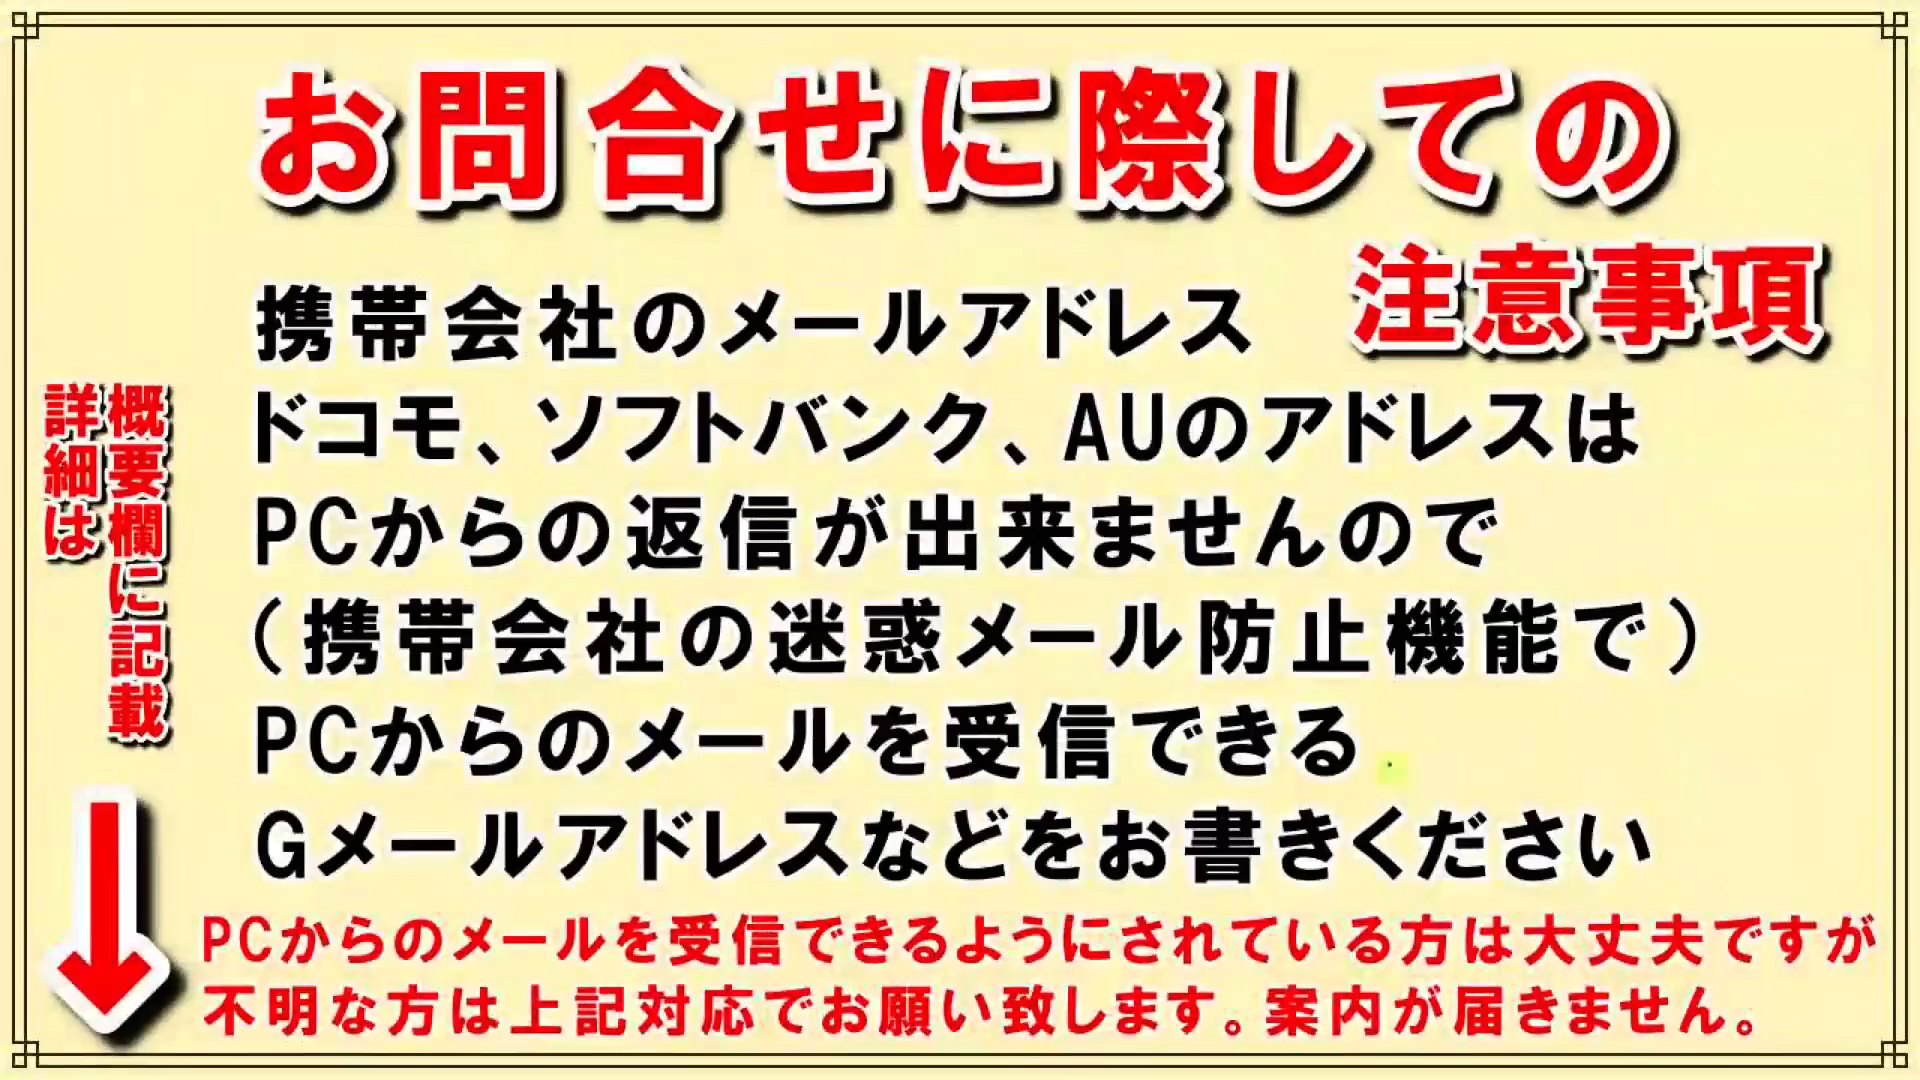 お問合せに際しての
注意事項
携帯会社のメールアドレス
ドコモ、ソフトバンク、AUのアドレスは
PCからの返信が出来ませんので
（携帯会社の迷惑メール防止機能で）
PCからのメールを受信できる
Gメールアドレスなどをお書きください
概要欄に記載
詳細は
PCからのメールを受信できるようにされている方は大丈夫ですが
不明な方は上記対応でお願い致します。案内が届きません。